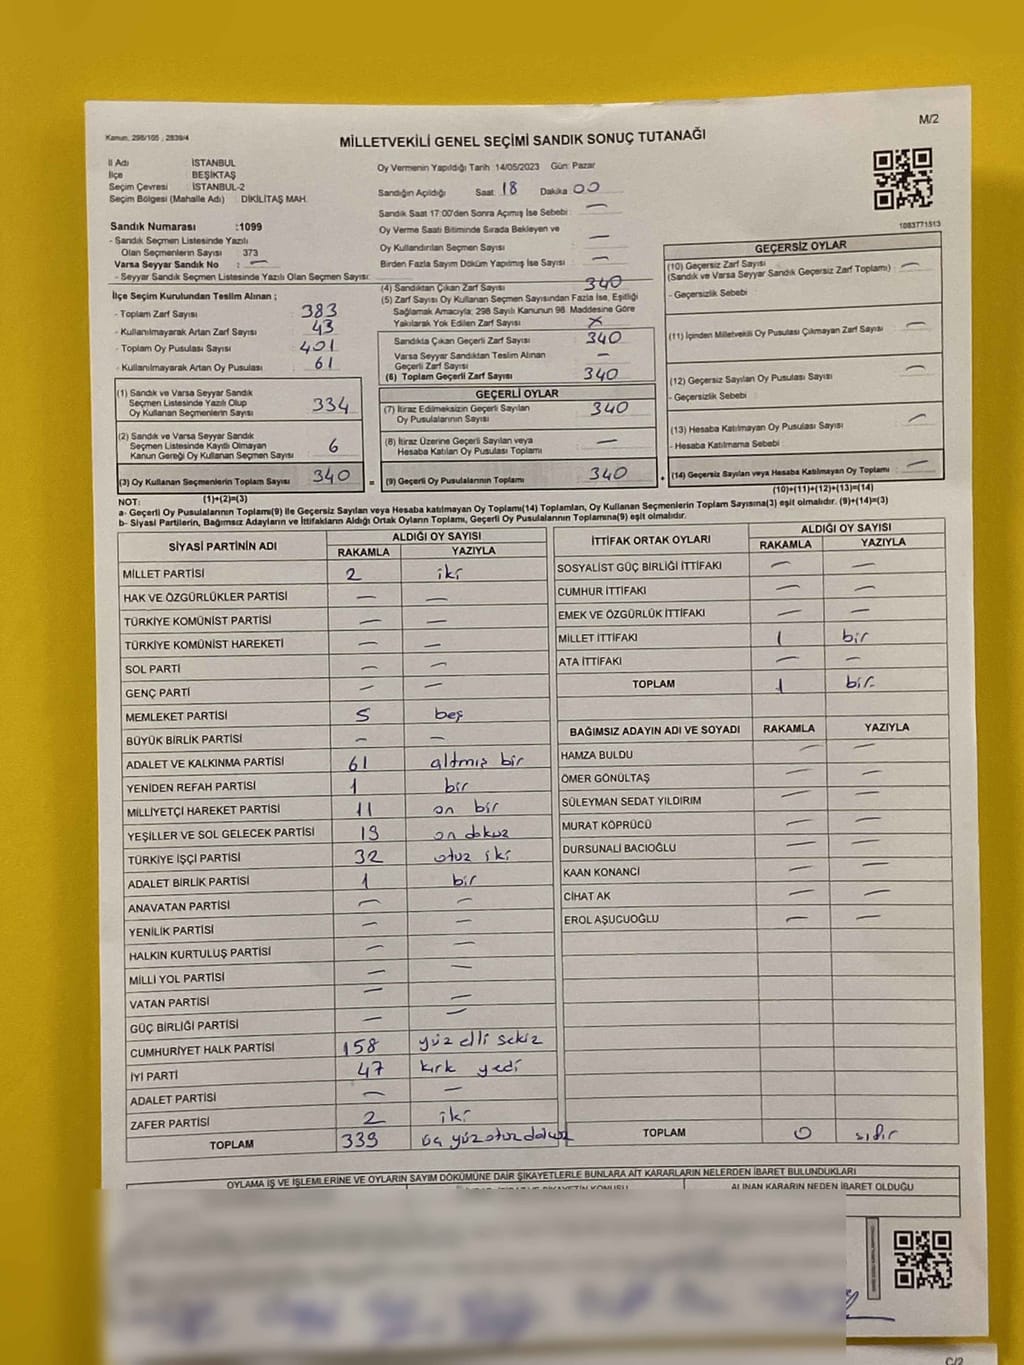 M/2
Kanun, 298/105 , 2839/4
MİLLETVEKİLİ GENEL SEÇİMİ SANDIK SONUÇ TUTANAĞI
İl Adı İSTANBUL
İlçe BEŞİKTAŞ
Seçim Çevresi İSTANBUL-2
Seçim Bölgesi (Mahalle Adı) DİKİLİTAŞ MAH.
Oy Vermenin Yapıldığı Tarih 14/05/2023 Gün: Pazar
Sandığın Açıldığı Saat 18 Dakika 00
Sandık Saat 17:00'den Sonra Açımış İse Sebebi : —
Oy Verme Saati Bitiminde Sırada Bekleyen ve
Oy Kullandırılan Seçmen Sayısı —
Birden Fazla Sayım Döküm Yapılmış İse Sayısı —
1083771513
Sandık Numarası :1099
- Sandık Seçmen Listesinde Yazılı
Olan Seçmenlerin Sayısı : 373
Varsa Seyyar Sandık No : —
- Seyyar Sandık Seçmen Listesinde Yazılı Olan Seçmen Sayısı:
İlçe Seçim Kurulundan Teslim Alınan ;
- Toplam Zarf Sayısı 383
- Kullanılmayarak Artan Zarf Sayısı 43
- Toplam Oy Pusulası Sayısı 401
- Kullanılmayarak Artan Oy Pusulası 61
(1) Sandık ve Varsa Seyyar Sandık
Seçmen Listesinde Yazılı Olup
Oy Kullanan Seçmenlerin Sayısı 334
(2) Sandık ve Varsa Seyyar Sandık
Seçmen Listesinde Kayıtlı Olmayan
Kanun Gereği Oy Kullanan Seçmen Sayısı 6
(3) Oy Kullanan Seçmenlerin Toplam Sayısı 340
(1)+(2)=(3)
(4) Sandıktan Çıkan Zarf Sayısı 340
(5) Zarf Sayısı Oy Kullanan Seçmen Sayısından Fazla İse, Eşitliği
Sağlamak Amacıyla; 298 Sayılı Kanunun 98. Maddesine Göre
Yakılarak Yok Edilen Zarf Sayısı x
Sandıkta Çıkan Geçerli Zarf Sayısı 340
Varsa Seyyar Sandıktan Teslim Alınan
Geçerli Zarf Sayısı —
(6) Toplam Geçerli Zarf Sayısı 340
GEÇERLİ OYLAR
(7) İtiraz Edilmeksizin Geçerli Sayılan
Oy Pusulalarının Sayısı 340
(8) İtiraz Üzerine Geçerli Sayılan veya
Hesaba Katılan Oy Pusulası Toplamı —
= (9) Geçerli Oy Pusulalarının Toplamı 340
GEÇERSİZ OYLAR
(10) Geçersiz Zarf Sayısı —
(Sandık ve Varsa Seyyar Sandık Geçersiz Zarf Toplamı)
- Geçersizlik Sebebi
(11) İçinden Milletvekili Oy Pusulası Çıkmayan Zarf Sayısı —
(12) Geçersiz Sayılan Oy Pusulası Sayısı —
- Geçersizlik Sebebi
(13) Hesaba Katılmayan Oy Pusulası Sayısı —
- Hesaba Katılmama Sebebi
+ (14) Geçersiz Sayılan veya Hesaba Katılmayan Oy Toplamı —
(10)+(11)+(12)+(13)=(14)
NOT:
a- Geçerli Oy Pusulalarının Toplamı(9) ile Geçersiz Sayılan veya Hesaba katılmayan Oy Toplamı(14) Toplamları, Oy Kullanan Seçmenlerin Toplam Sayısına(3) eşit olmalıdır. (9)+(14)=(3)
b- Siyasi Partilerin, Bağımsız Adayların ve İttifakların Aldığı Ortak Oyların Toplamı, Geçerli Oy Pusulalarının Toplamına(9) eşit olmalıdır.
SİYASİ PARTİNİN ADI ALDIĞI OY SAYISI
RAKAMLA YAZIYLA
MİLLET PARTİSİ 2 iki
HAK VE ÖZGÜRLÜKLER PARTİSİ — —
TÜRKİYE KOMÜNİST PARTİSİ — —
TÜRKİYE KOMÜNİST HAREKETİ — —
SOL PARTİ — —
GENÇ PARTİ — —
MEMLEKET PARTİSİ 5 beş
BÜYÜK BİRLİK PARTİSİ — —
ADALET VE KALKINMA PARTİSİ 61 altmış bir
YENİDEN REFAH PARTİSİ 1 bir
MİLLİYETÇİ HAREKET PARTİSİ 11 on bir
YEŞİLLER VE SOL GELECEK PARTİSİ 19 on dokuz
TÜRKİYE İŞÇİ PARTİSİ 32 otuz iki
ADALET BİRLİK PARTİSİ 1 bir
ANAVATAN PARTİSİ — —
YENİLİK PARTİSİ — —
HALKIN KURTULUŞ PARTİSİ — —
MİLLİ YOL PARTİSİ — —
VATAN PARTİSİ — —
GÜÇ BİRLİĞİ PARTİSİ — —
CUMHURİYET HALK PARTİSİ 158 yüz elli sekiz
İYİ PARTİ 47 kırk yedi
ADALET PARTİSİ — —
ZAFER PARTİSİ 2 iki
TOPLAM 339 üç yüz otuz dokuz
İTTİFAK ORTAK OYLARI ALDIĞI OY SAYISI
RAKAMLA YAZIYLA
SOSYALİST GÜÇ BİRLİĞİ İTTİFAKI — —
CUMHUR İTTİFAKI — —
EMEK VE ÖZGÜRLÜK İTTİFAKI — —
MİLLET İTTİFAKI 1 bir
ATA İTTİFAKI — —
TOPLAM 1 bir
BAĞIMSIZ ADAYIN ADI VE SOYADI RAKAMLA YAZIYLA
HAMZA BULDU — —
ÖMER GÖNÜLTAŞ — —
SÜLEYMAN SEDAT YILDIRIM — —
MURAT KÖPRÜCÜ — —
DURSUNALİ BACIOĞLU — —
KAAN KONANCİ — —
CİHAT AK — —
EROL AŞUCUOĞLU — —
TOPLAM 0 sıfır
OYLAMA İŞ VE İŞLEMLERİNE VE OYLARIN SAYIM DÖKÜMÜNE DAİR ŞİKAYETLERLE BUNLARA AİT KARARLARIN NELERDEN İBARET BULUNDUKLARI
ALINAN KARARIN NEDEN İBARET OLDUĞU
C/2